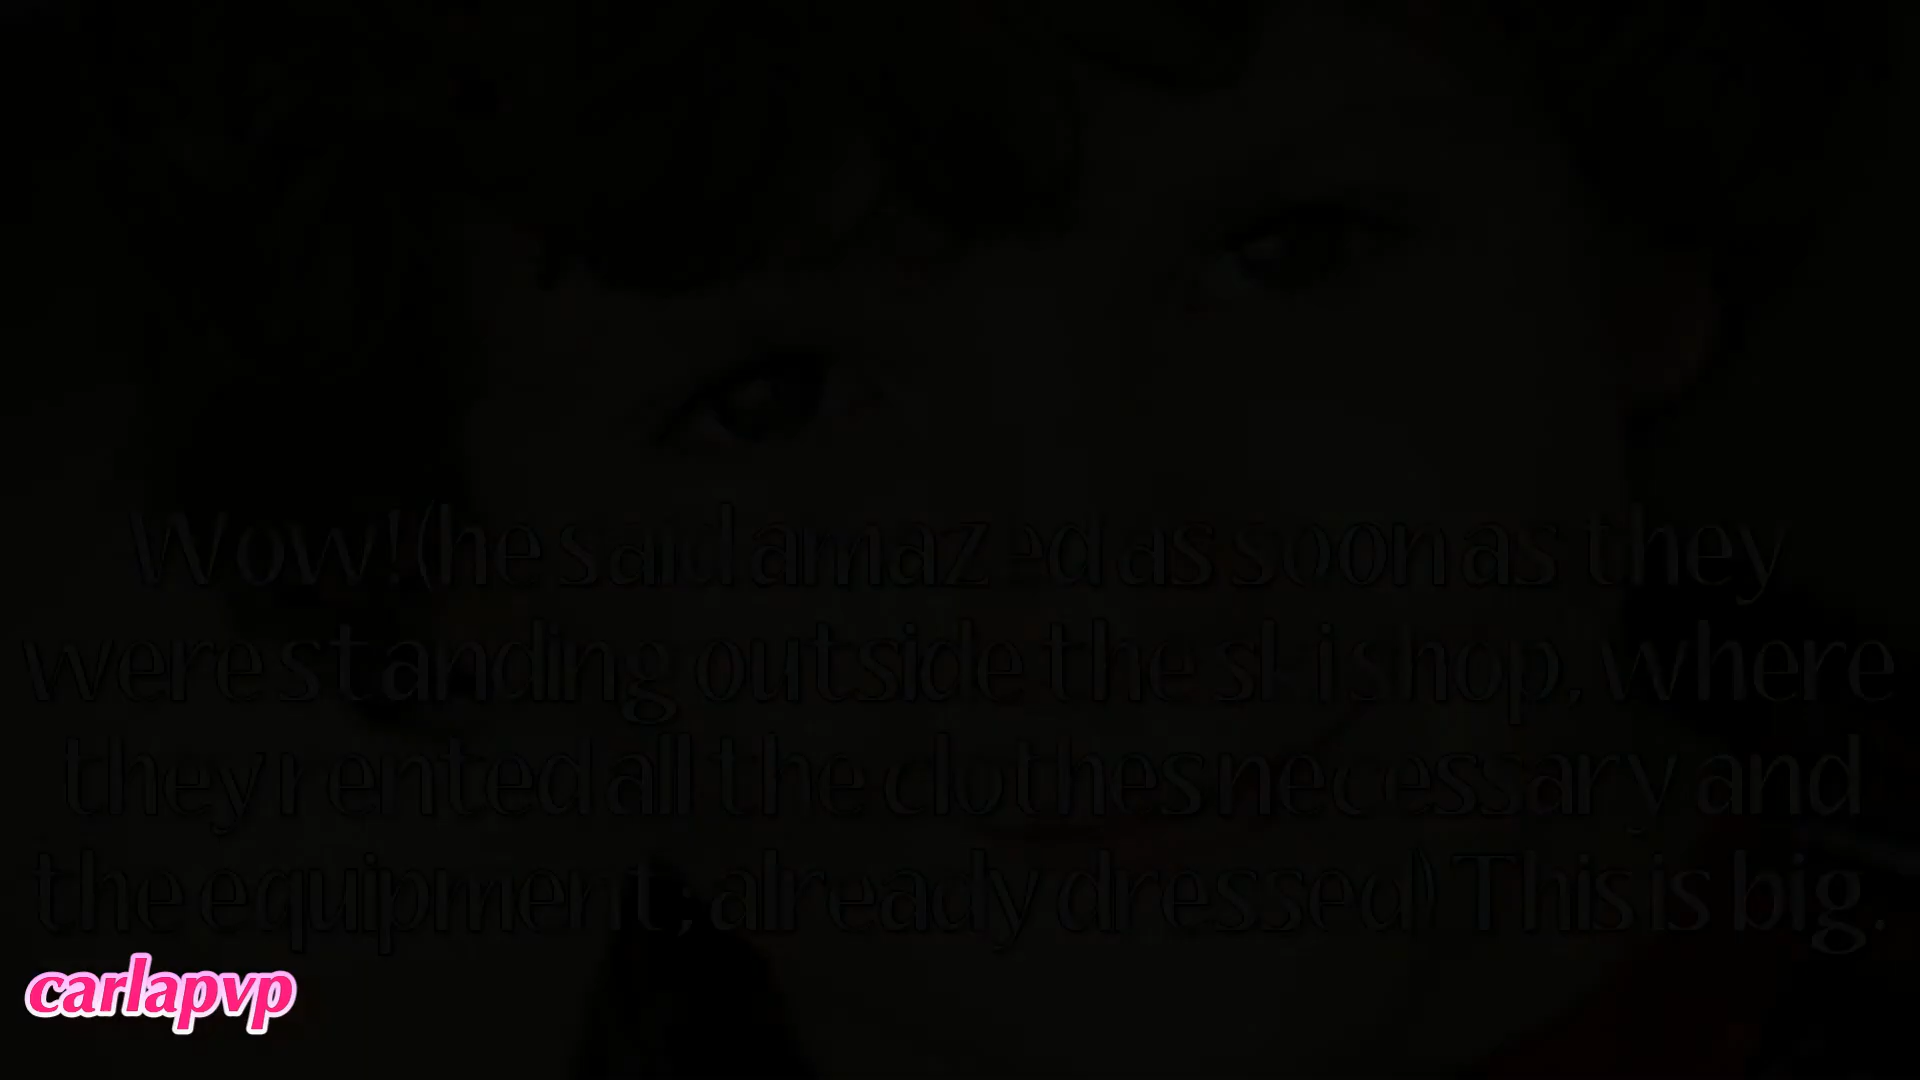 Wow! (he said amazed as soon as they
were standing outside the ski shop, where
they rented all the clothes necessary and
the equipment; already dressed) This is big.
carlapvp